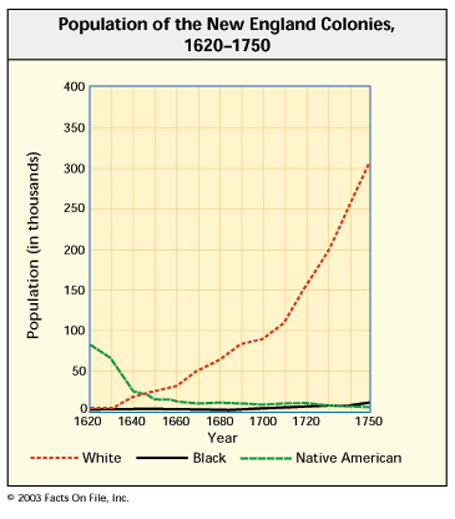 Population of the New England Colonies,
1620–1750
400
350
300
250
200
150
100
50
0
Population (in thousands)
1620 1640 1660 1680 1700 1720 1750
Year
White Black Native American
© 2003 Facts On File, Inc.